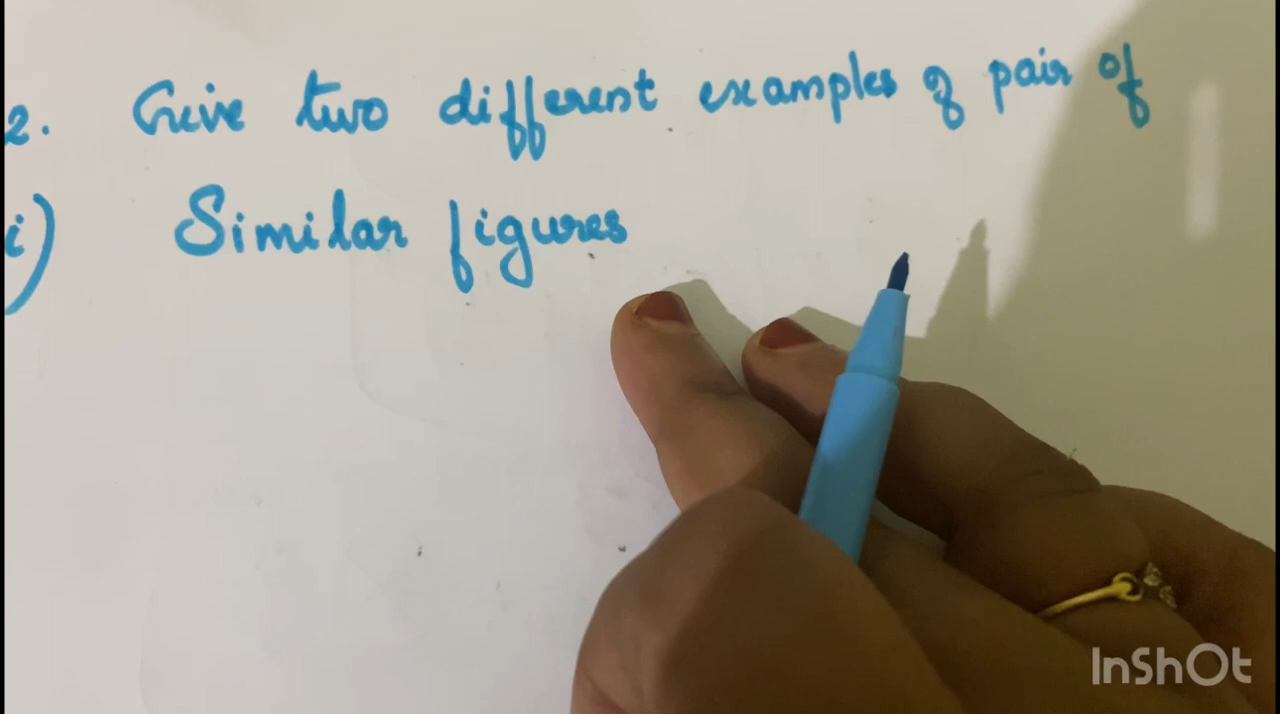 2. Give two different examples of pair of
i) Similar figures
InShOt